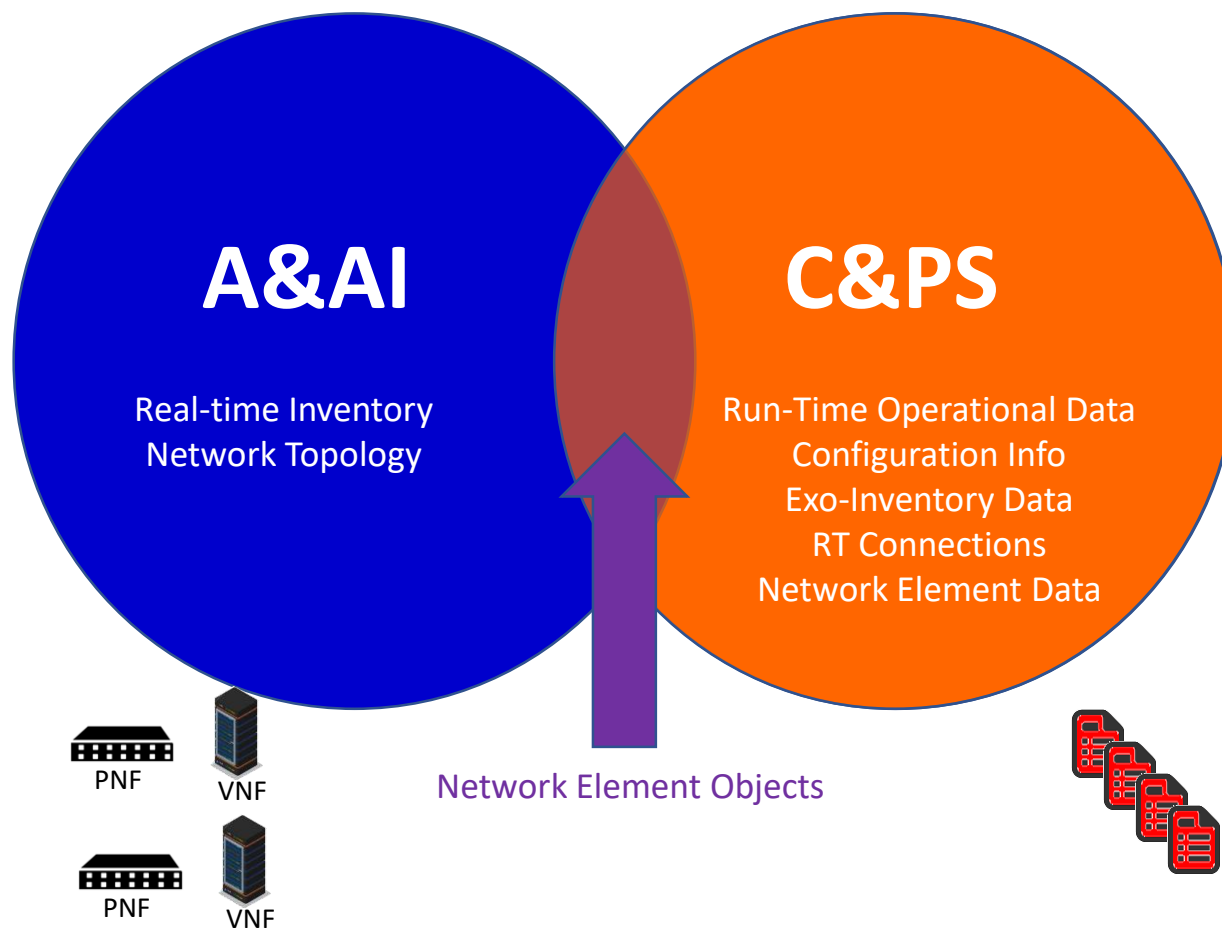 A&AI
Real-time Inventory
Network Topology
C&PS
Run-Time Operational Data
Configuration Info
Exo-Inventory Data
RT Connections
Network Element Data
Network Element Objects
PNF
VNF
PNF
VNF